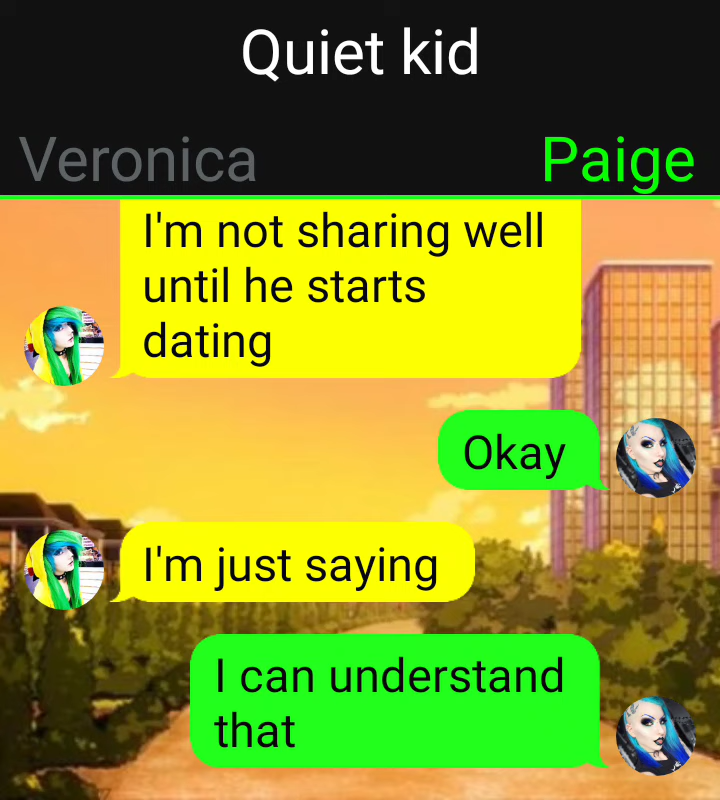 Quiet kid
Veronica
Paige
I'm not sharing well
until he starts
dating
Okay
I'm just saying
I can understand
that